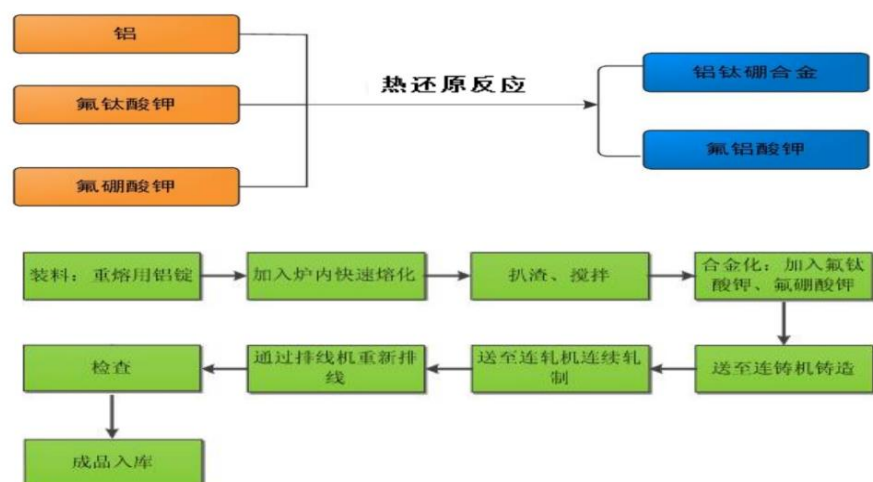 铝
氟钛酸钾
氟硼酸钾
热还原反应
铝钛硼合金
氟铝酸钾
装料：重熔用铝锭
加入炉内快速熔化
扒渣、搅拌
合金化：加入氟钛
酸钾、氟硼酸钾
检查
通过排线机重新排
线
送至连轧机连续轧
制
送至连铸机铸造
成品入库